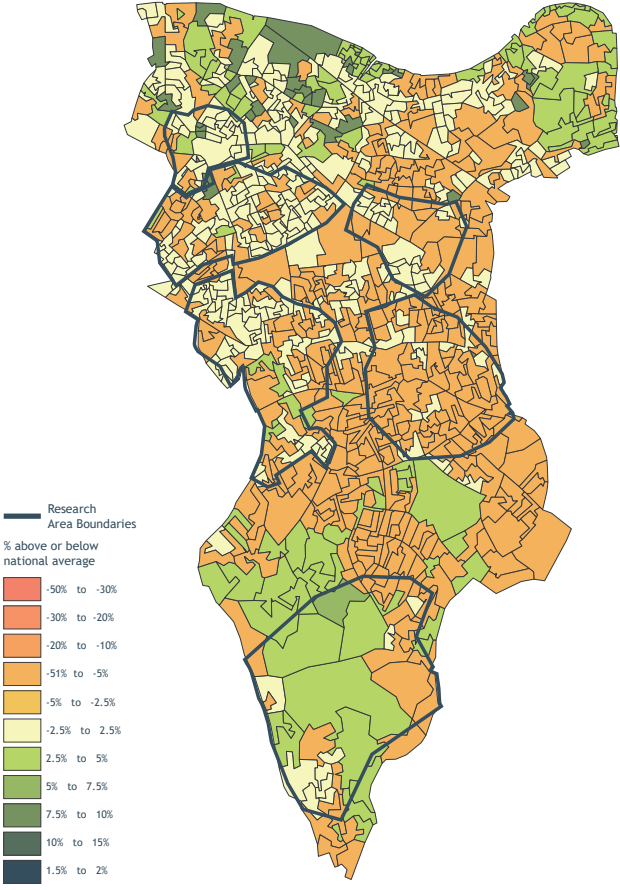 Research
Area Boundaries
% above or below
national average
-50% to -30%
-30% to -20%
-20% to -10%
-51% to -5%
-5% to -2.5%
-2.5% to 2.5%
2.5% to 5%
5% to 7.5%
7.5% to 10%
10% to 15%
1.5% to 2%